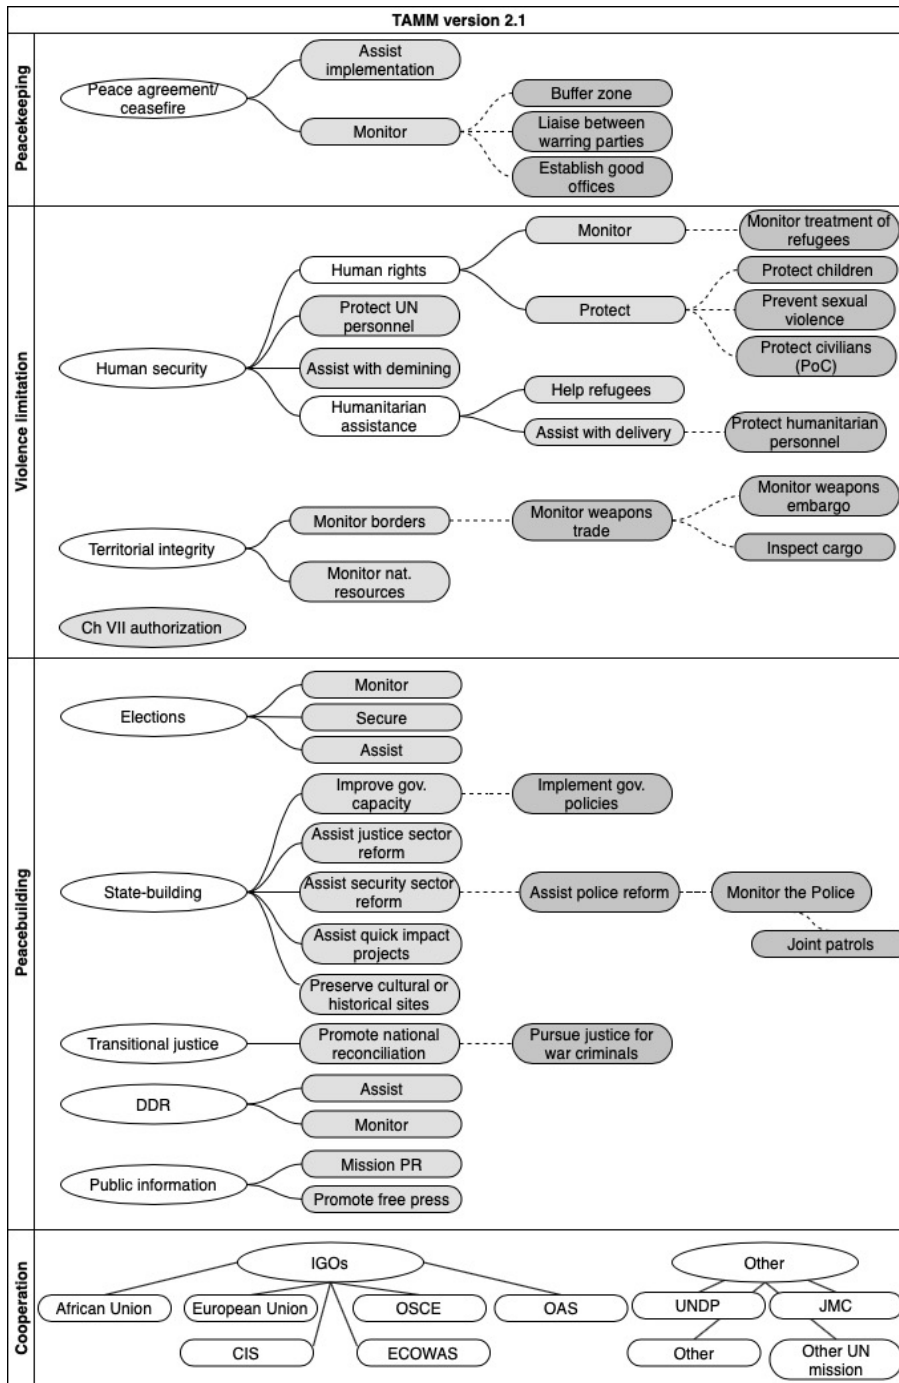 TAMM version 2.1
Peacekeeping
Peace agreement/
ceasefire
Assist
implementation
Monitor
Buffer zone
Liaise between
warring parties
Establish good
offices
Violence limitation
Human security
Human rights
Monitor
Monitor treatment of
refugees
Protect
Protect children
Prevent sexual
violence
Protect civilians
(PoC)
Protect UN
personnel
Assist with demining
Humanitarian
assistance
Help refugees
Assist with delivery
Protect humanitarian
personnel
Territorial integrity
Monitor borders
Monitor weapons
trade
Monitor weapons
embargo
Inspect cargo
Monitor nat.
resources
Ch VII authorization
Peacebuilding
Elections
Monitor
Secure
Assist
State-building
Improve gov.
capacity
Implement gov.
policies
Assist justice sector
reform
Assist security sector
reform
Assist police reform
Monitor the Police
Joint patrols
Assist quick impact
projects
Preserve cultural or
historical sites
Transitional justice
Promote national
reconciliation
Pursue justice for
war criminals
DDR
Assist
Monitor
Public information
Mission PR
Promote free press
Cooperation
IGOs
African Union
European Union
OSCE
OAS
CIS
ECOWAS
Other
UNDP
JMC
Other
Other UN
mission